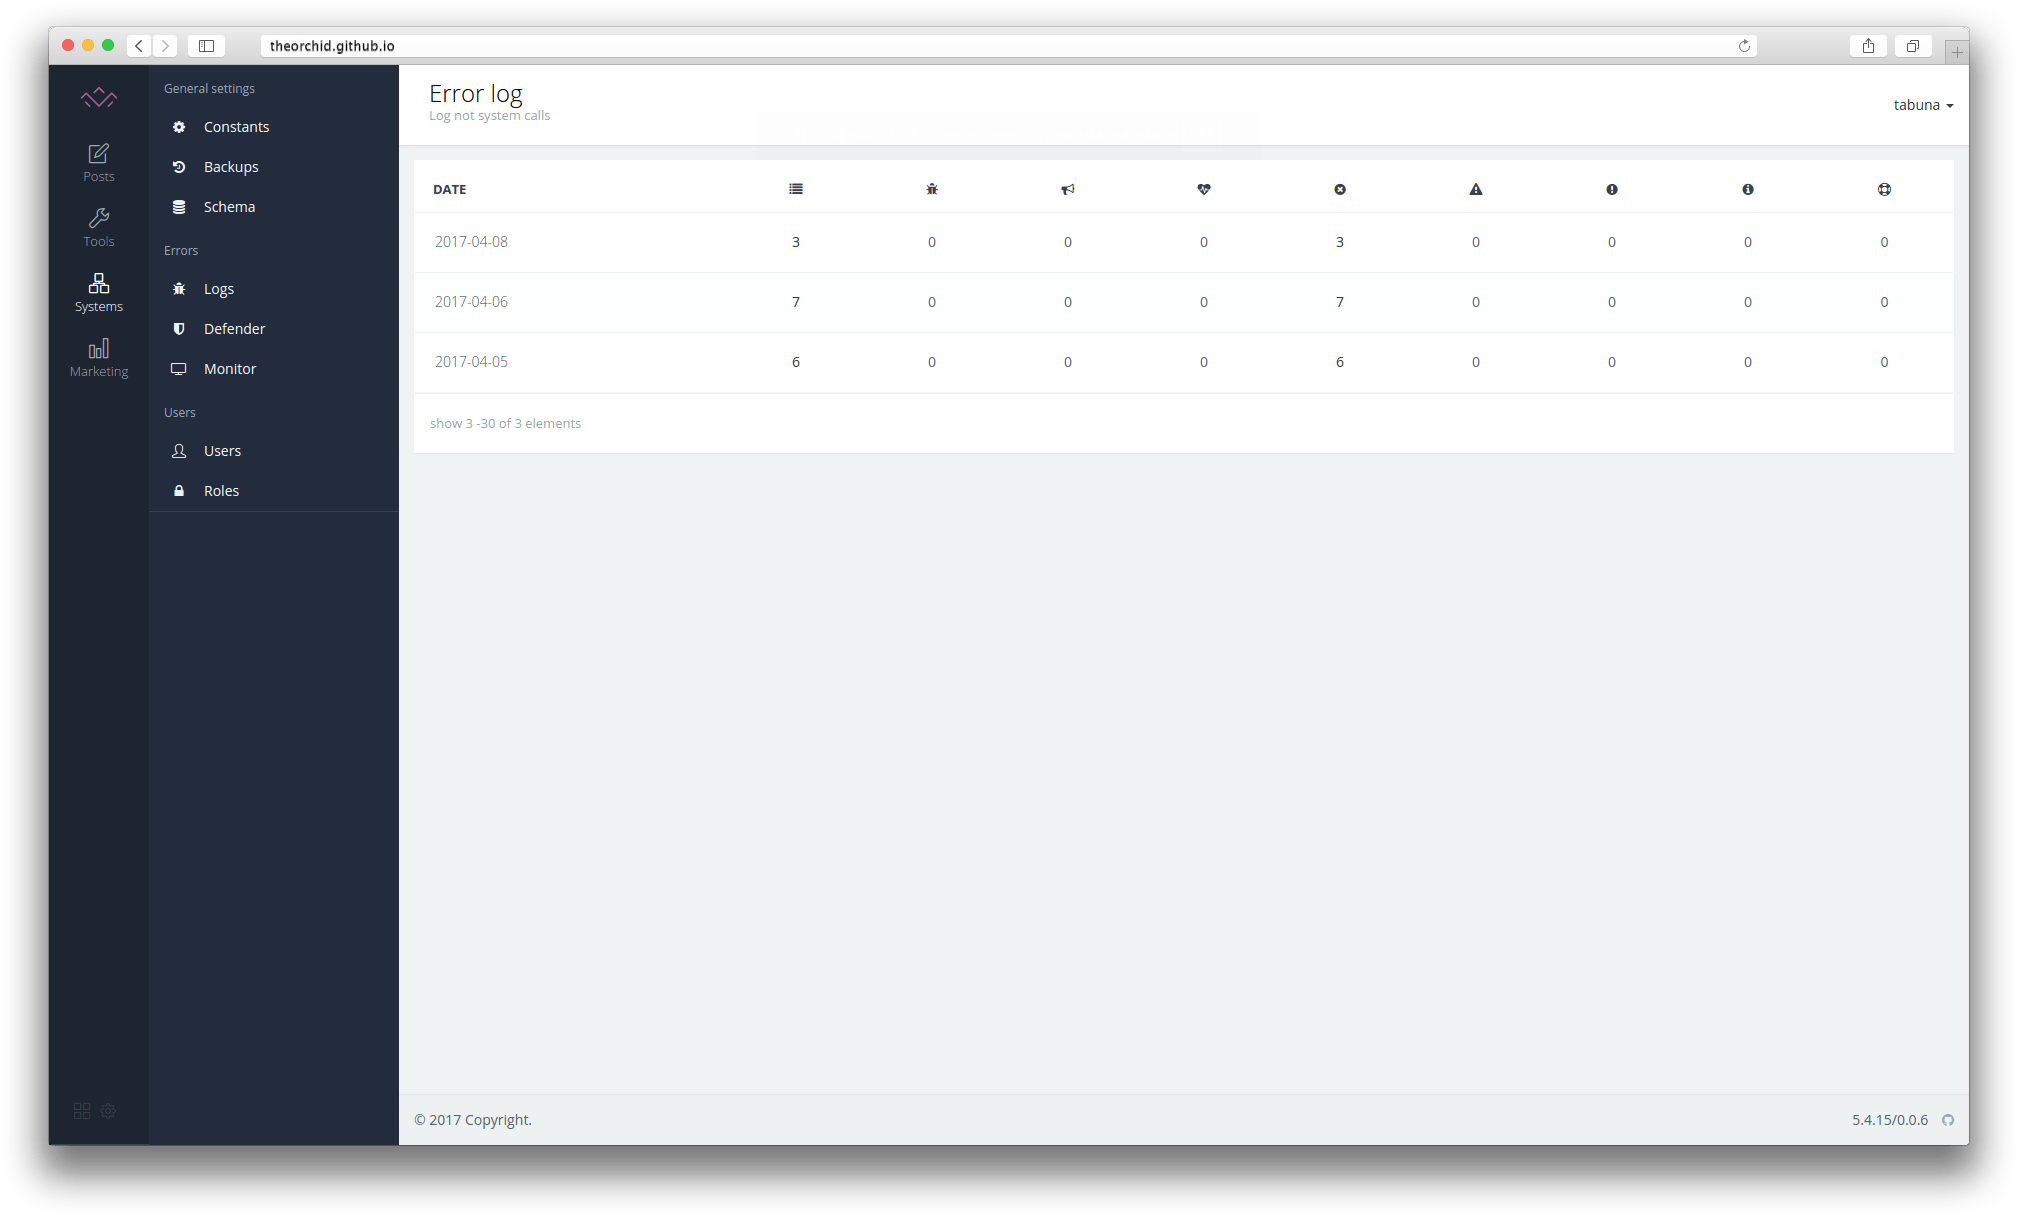 theorchid.github.io
Posts
Tools
Systems
Marketing
General settings
Constants
Backups
Schema
Errors
Logs
Defender
Monitor
Users
Users
Roles
Error log
Log not system calls
tabuna
DATE
2017-04-08 3 0 0 0 3 0 0 0 0
2017-04-06 7 0 0 0 7 0 0 0 0
2017-04-05 6 0 0 0 6 0 0 0 0
show 3 -30 of 3 elements
© 2017 Copyright.
5.4.15/0.0.6